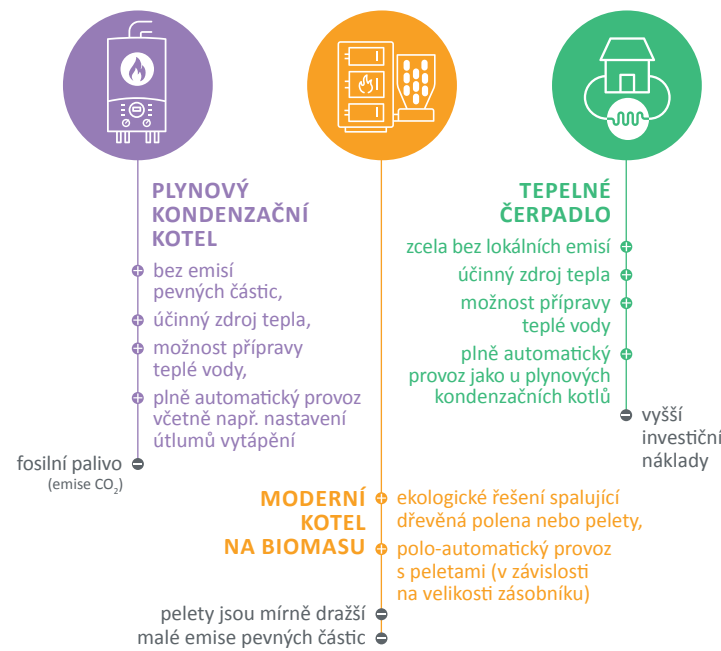 PLYNOVÝ
KONDENZAČNÍ
KOTEL
bez emisí
pevných částic,
účinný zdroj tepla,
možnost přípravy
teplé vody,
plně automatický provoz
včetně např. nastavení
útlumu vytápění
fosilní palivo
(emise CO₂)
MODERNÍ
KOTEL
NA BIOMASU
ekologické řešení spalující
dřevěná polena nebo pelety,
polo-automatický provoz
s peletami (v závislosti
na velikosti zásobníku)
pelety jsou mírně dražší
malé emise pevných částic
TEPELNÉ
ČERPADLO
zcela bez lokálních emisí
účinný zdroj tepla
možnost přípravy
teplé vody
plně automatický
provoz jako u plynových
kondenzačních kotlů
vyšší
investiční
náklady